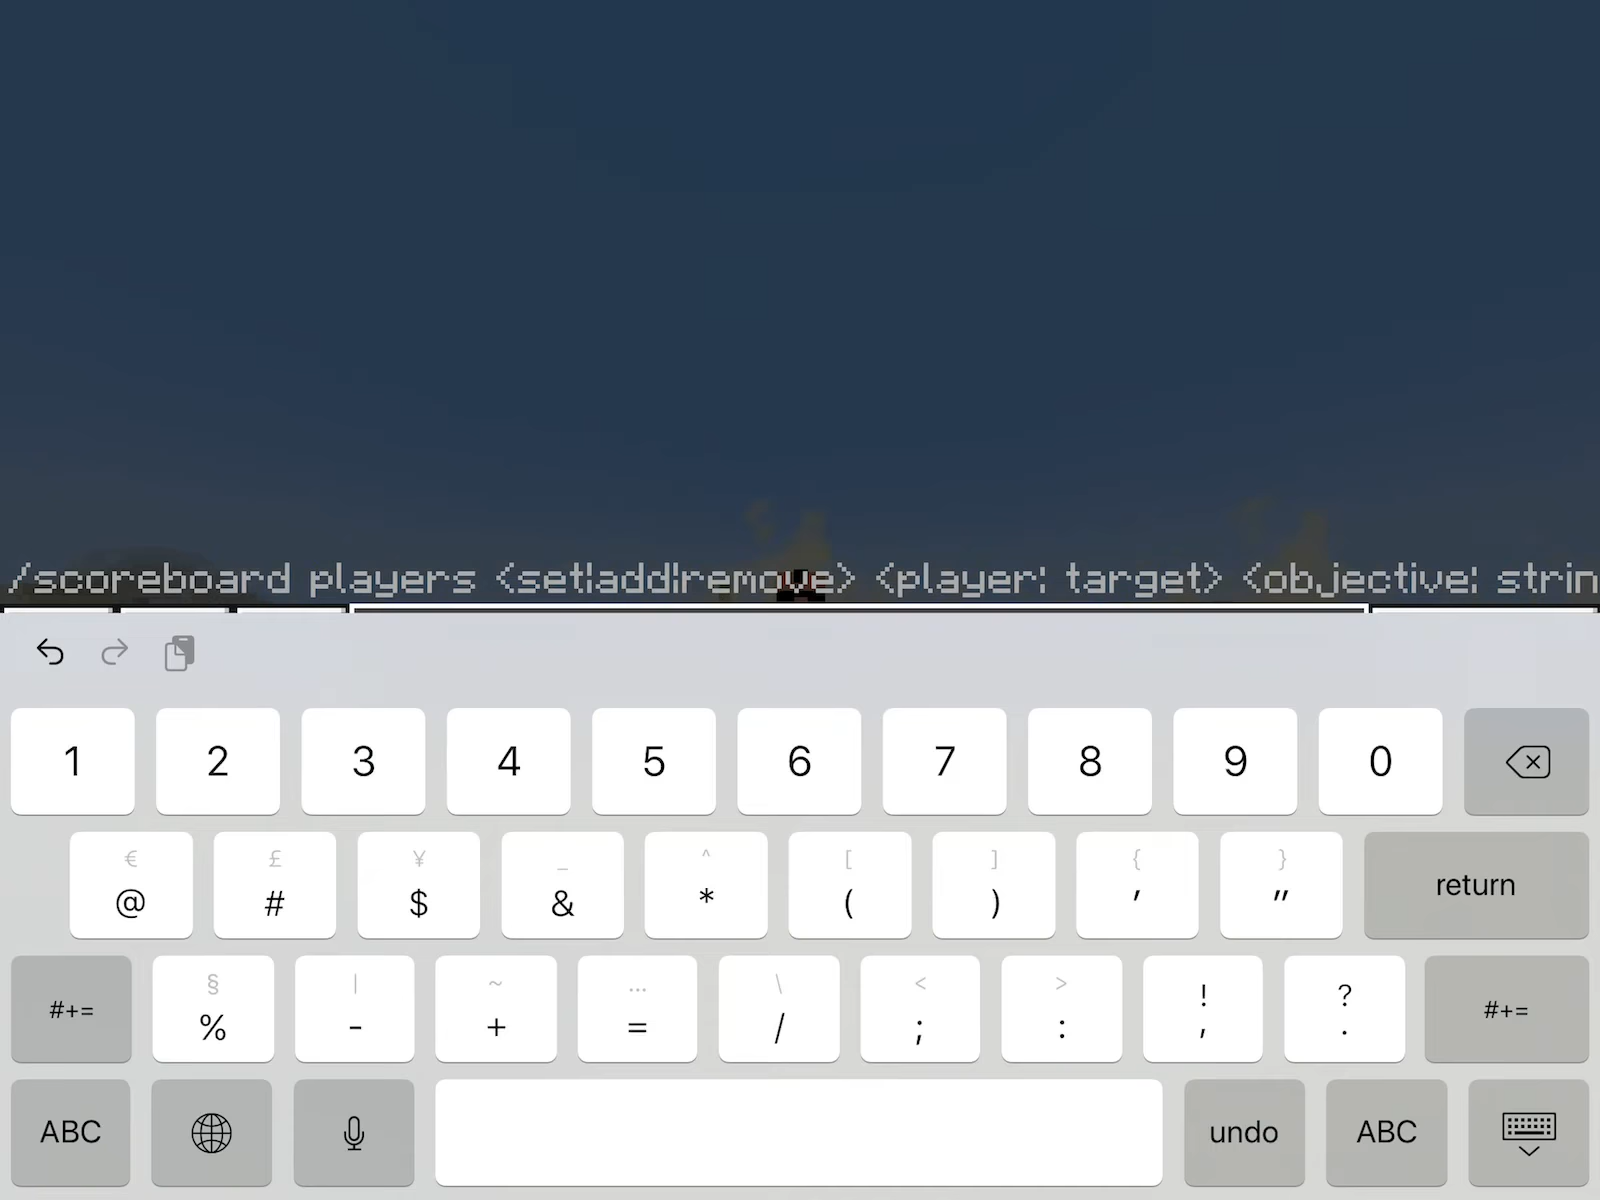 /scoreboard players <set|add|remove> <player: target> <objective: strin
1 2 3 4 5 6 7 8 9 0
€ £ ¥ _ ^ [ ] { }
@ # $ & * ( ) ' " return
§ | ~ … \ < > ! ?
#+= % - + = / ; : , . #+=
ABC undo ABC